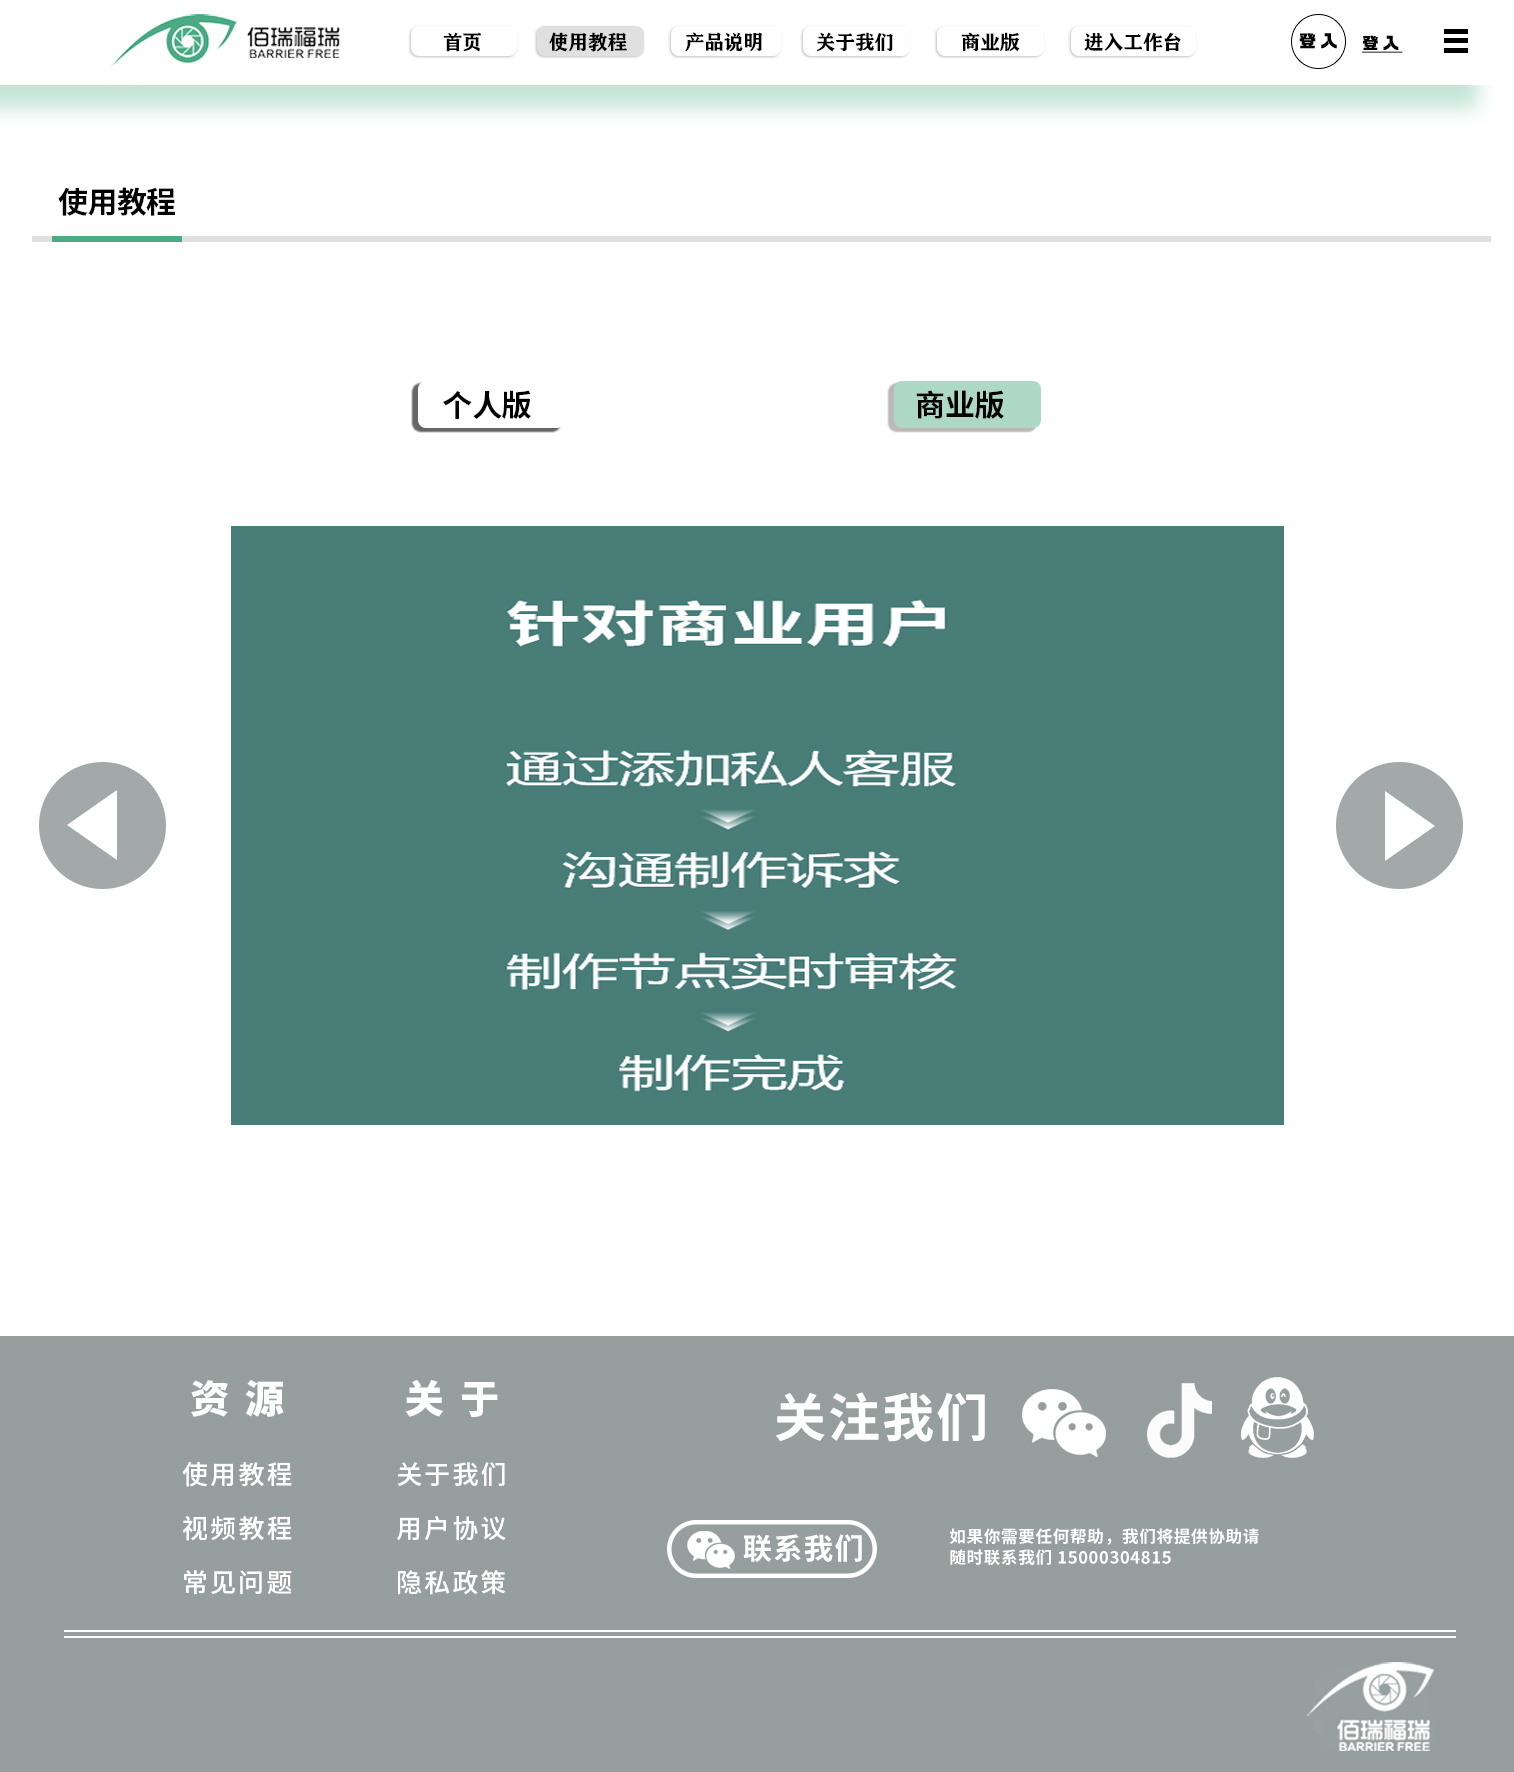 佰瑞福瑞
BARRIER FREE
首页
使用教程
产品说明
关于我们
商业版
进入工作台
登入
登入
使用教程
个人版
商业版
针对商业用户
通过添加私人客服
沟通制作诉求
制作节点实时审核
制作完成
资 源
使用教程
视频教程
常见问题
关 于
关于我们
用户协议
隐私政策
关注我们
联系我们
如果你需要任何帮助，我们将提供协助请
随时联系我们 15000304815
佰瑞福瑞
BARRIER FREE